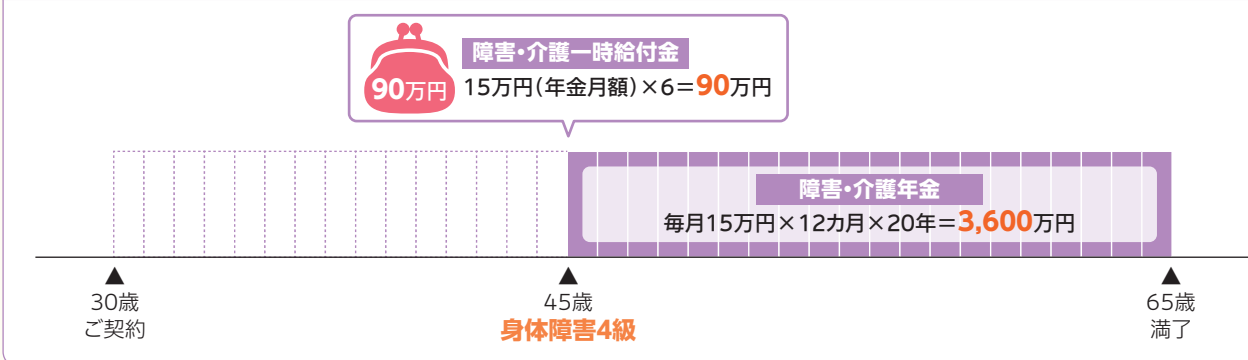 障害・介護一時給付金
90万円
15万円（年金月額）×6＝90万円
障害・介護年金
毎月15万円×12カ月×20年＝3,600万円
▲
30歳
ご契約
▲
45歳
身体障害4級
▲
65歳
満了